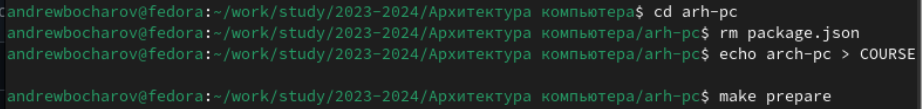 andrewbocharov@fedora:~/work/study/2023-2024/Архитектура компьютера$ cd arh-pc
andrewbocharov@fedora:~/work/study/2023-2024/Архитектура компьютера/arh-pc$ rm package.json
andrewbocharov@fedora:~/work/study/2023-2024/Архитектура компьютера/arh-pc$ echo arch-pc > COURSE
andrewbocharov@fedora:~/work/study/2023-2024/Архитектура компьютера/arh-pc$ make prepare